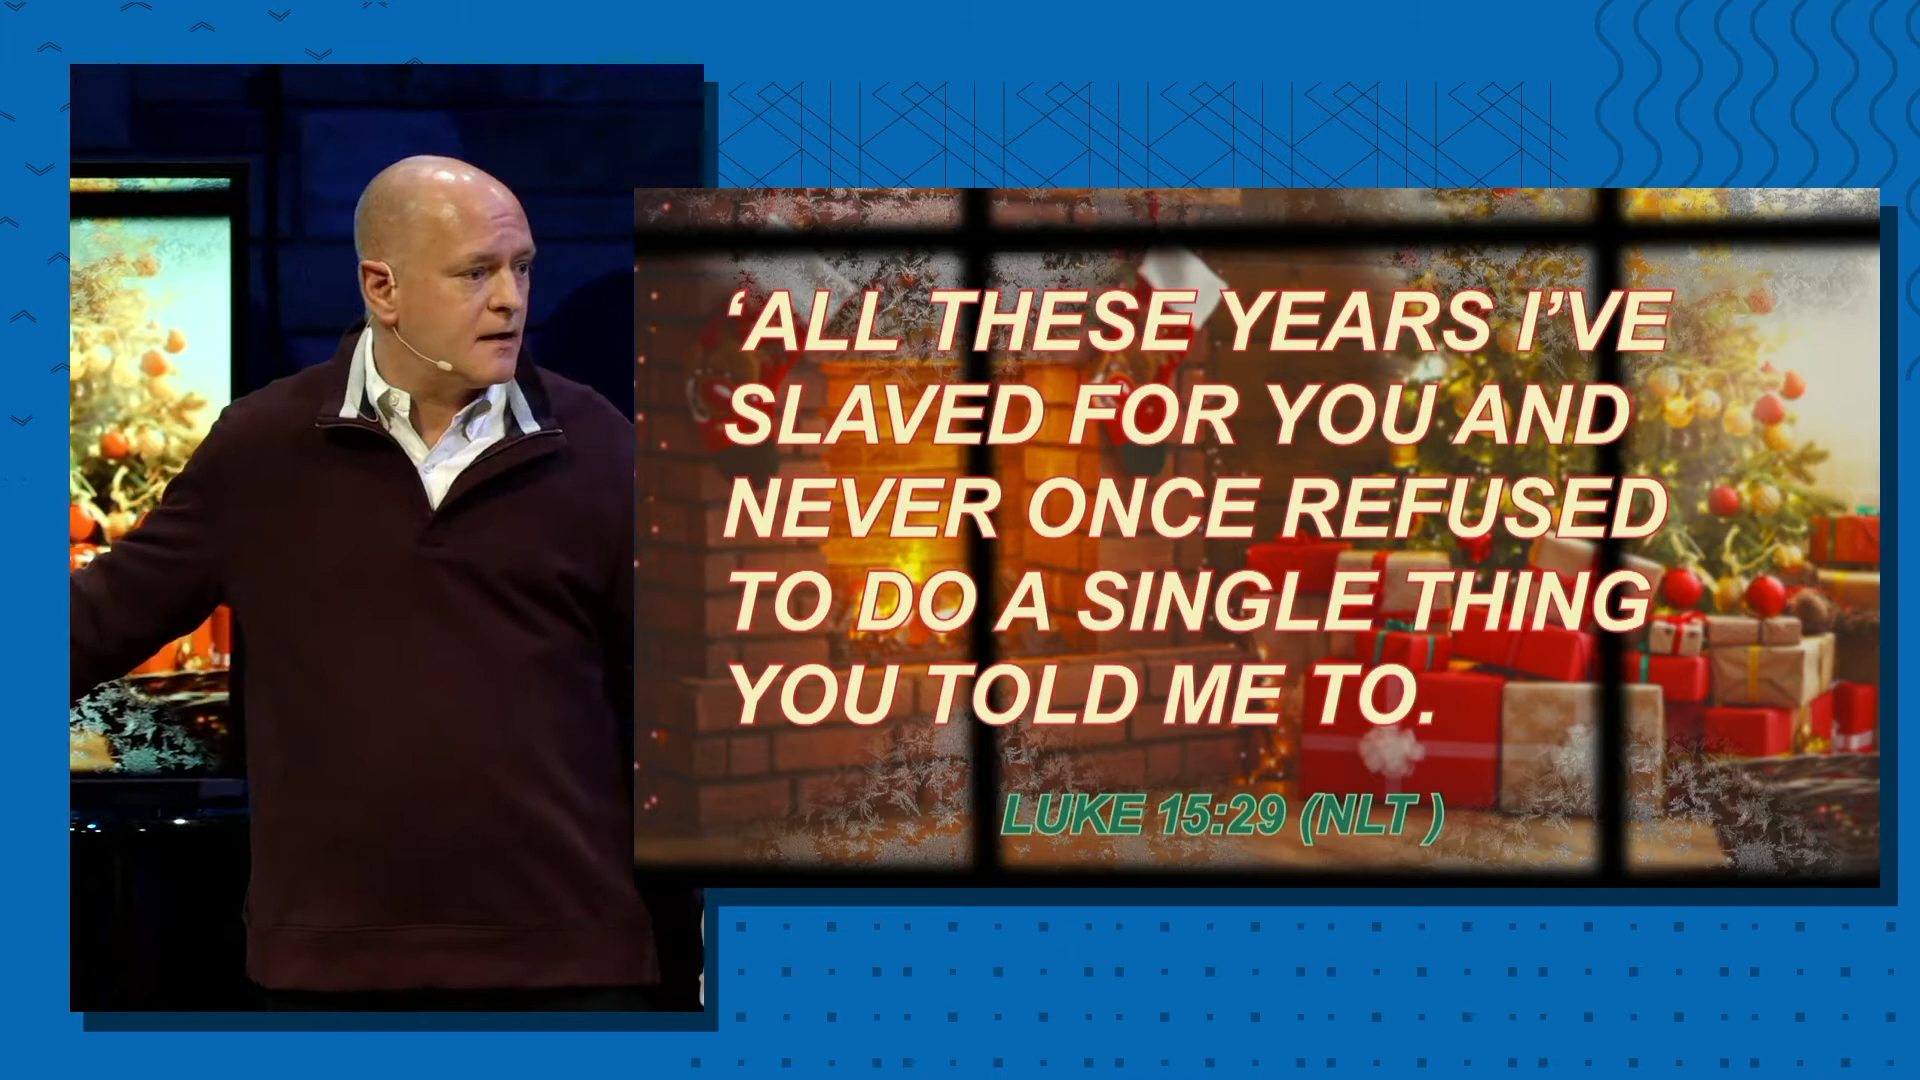 ‘ALL THESE YEARS I’VE
SLAVED FOR YOU AND
NEVER ONCE REFUSED
TO DO A SINGLE THING
YOU TOLD ME TO.
LUKE 15:29 (NLT )